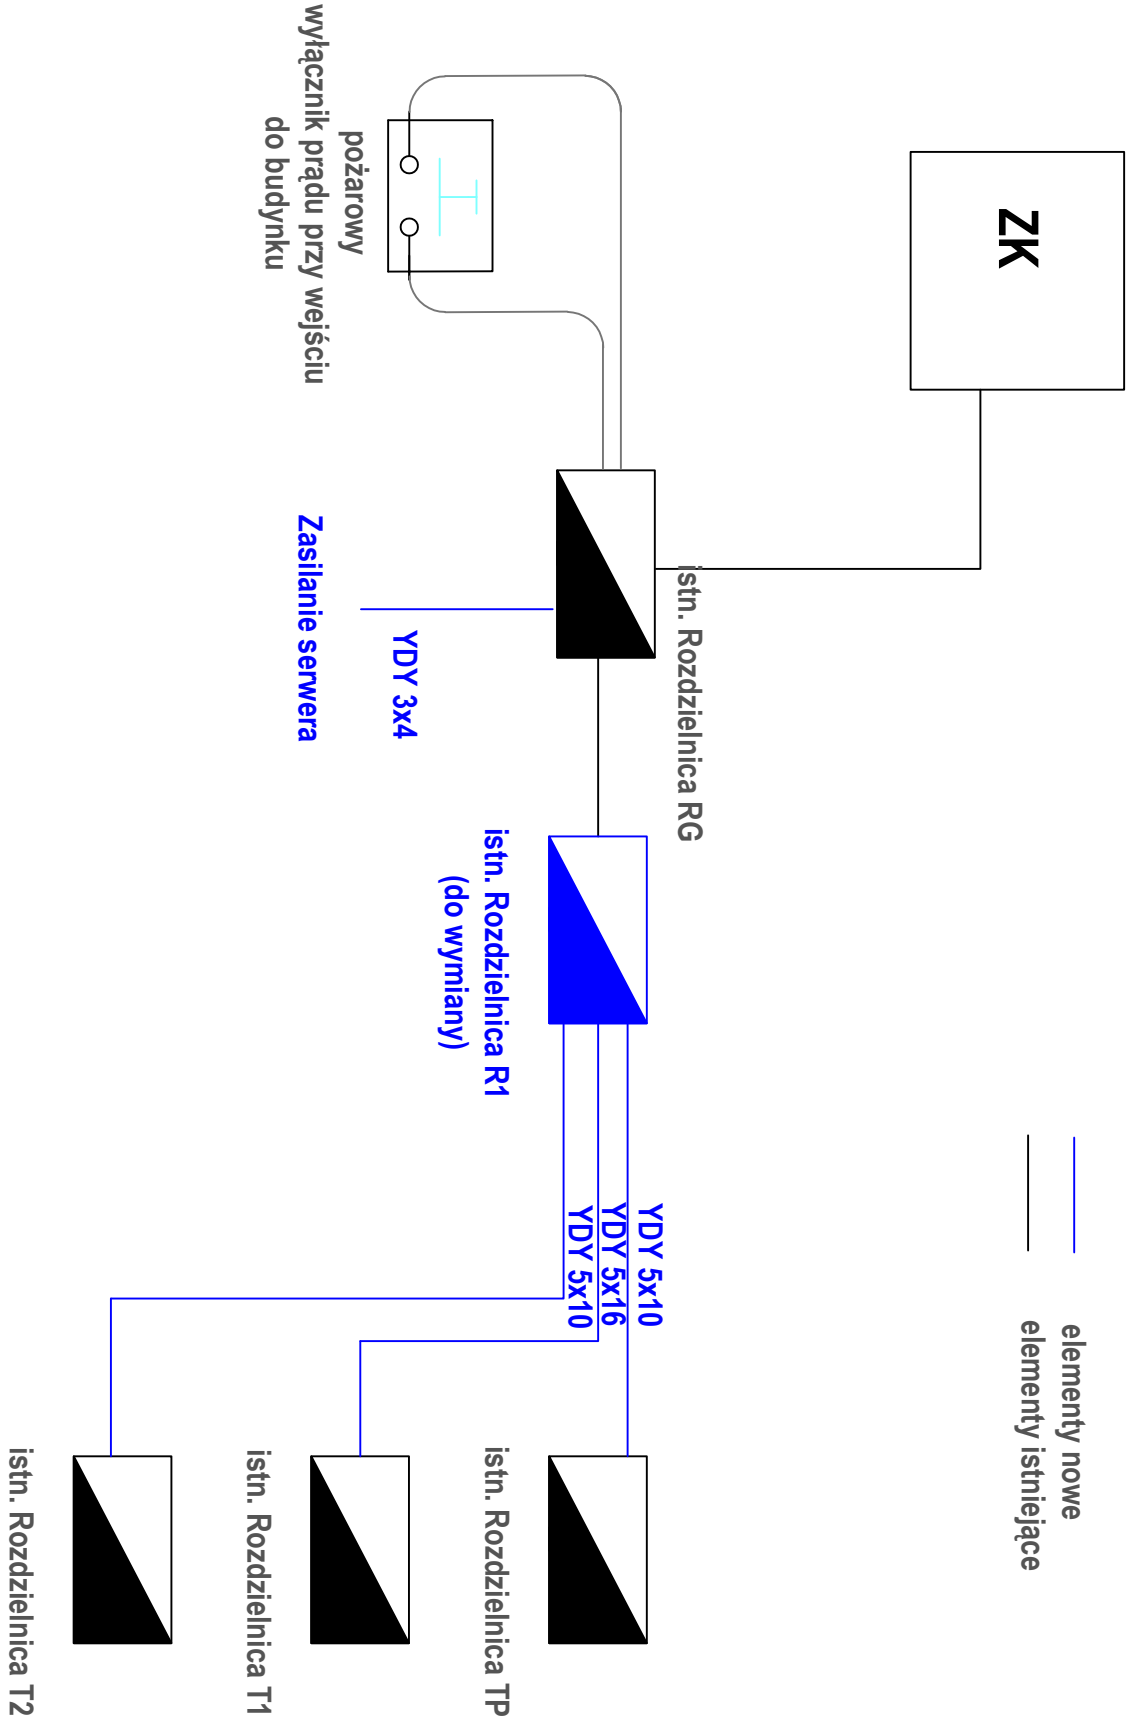 ZK
elementy nowe
elementy istniejące
istn. Rozdzielnica RG
pożarowy
wyłącznik prądu przy wejściu
do budynku
YDY 3x4
Zasilanie serwera
istn. Rozdzielnica R1
(do wymiany)
YDY 5x10
YDY 5x16
YDY 5x10
istn. Rozdzielnica TP
istn. Rozdzielnica T1
istn. Rozdzielnica T2